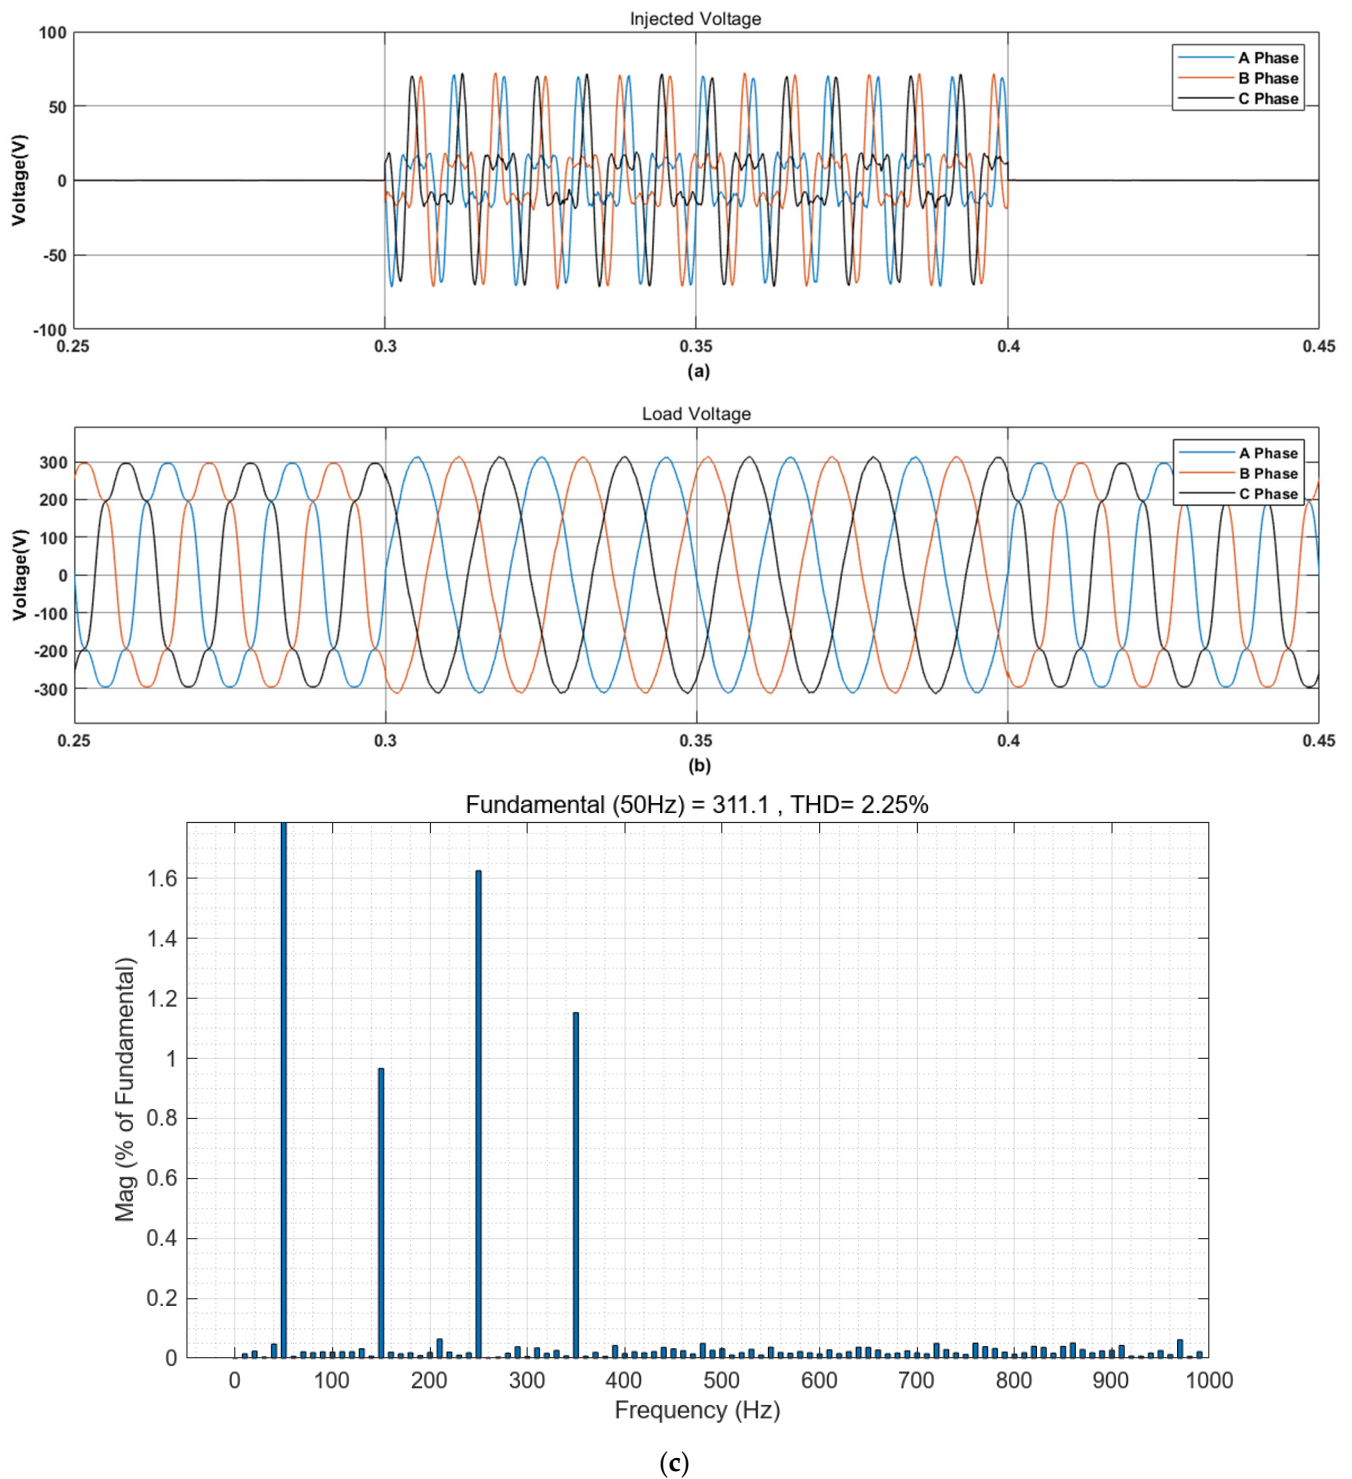 Injected Voltage
100
50
0
-50
-100
Voltage(V)
A Phase
B Phase
C Phase
0.25 0.3 0.35 0.4 0.45
(a)
Load Voltage
300
200
100
0
-100
-200
-300
Voltage(V)
A Phase
B Phase
C Phase
0.25 0.3 0.35 0.4 0.45
(b)
Fundamental (50Hz) = 311.1 , THD= 2.25%
1.6
1.4
1.2
1
0.8
0.6
0.4
0.2
0
Mag (% of Fundamental)
0 100 200 300 400 500 600 700 800 900 1000
Frequency (Hz)
(c)